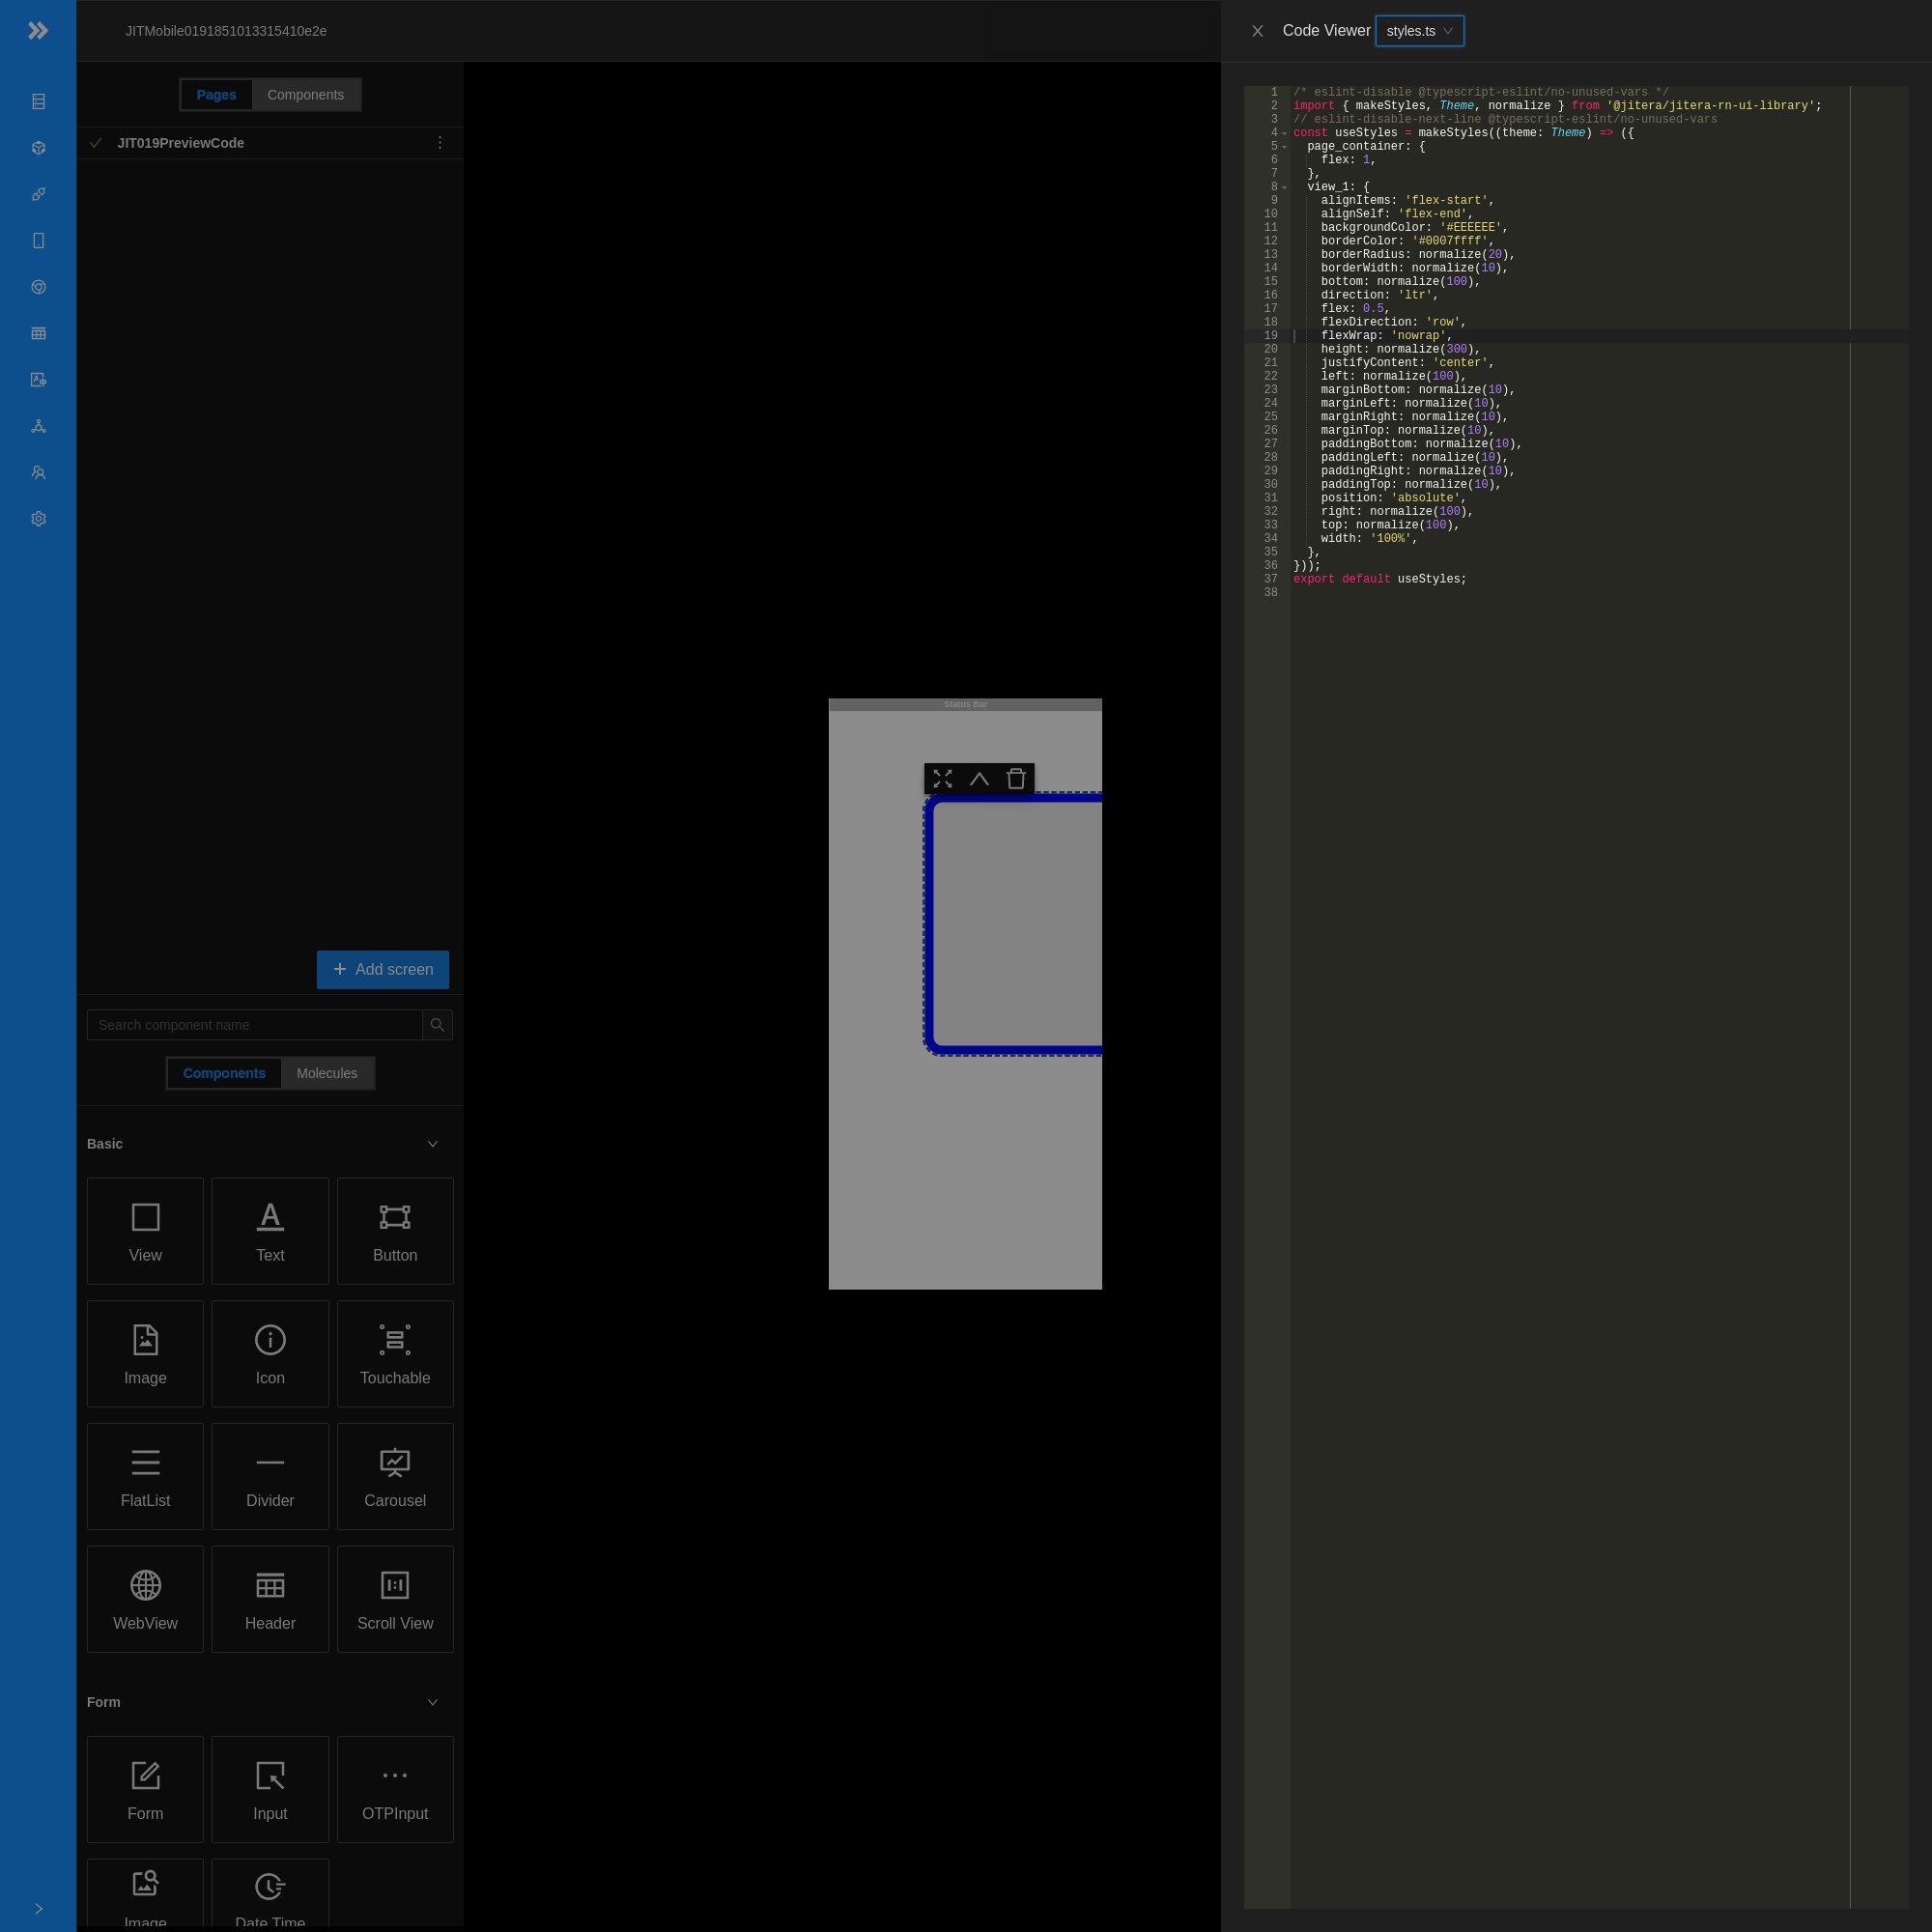 JITMobile0191851013315410e2e
Pages
Components
JIT019PreviewCode
Add screen
Search component name
Components
Molecules
Basic
View
Text
Button
Image
Icon
Touchable
FlatList
Divider
Carousel
WebView
Header
Scroll View
Form
Form
Input
OTPInput
Image
Date Time
Status Bar
Code Viewer
styles.ts
1 /* eslint-disable @typescript-eslint/no-unused-vars */
2 import { makeStyles, Theme, normalize } from '@jitera/jitera-rn-ui-library';
3 // eslint-disable-next-line @typescript-eslint/no-unused-vars
4 const useStyles = makeStyles((theme: Theme) => ({
5 page_container: {
6 flex: 1,
7 },
8 view_1: {
9 alignItems: 'flex-start',
10 alignSelf: 'flex-end',
11 backgroundColor: '#EEEEEE',
12 borderColor: '#0007ffff',
13 borderRadius: normalize(20),
14 borderWidth: normalize(10),
15 bottom: normalize(100),
16 direction: 'ltr',
17 flex: 0.5,
18 flexDirection: 'row',
19 flexWrap: 'nowrap',
20 height: normalize(300),
21 justifyContent: 'center',
22 left: normalize(100),
23 marginBottom: normalize(10),
24 marginLeft: normalize(10),
25 marginRight: normalize(10),
26 marginTop: normalize(10),
27 paddingBottom: normalize(10),
28 paddingLeft: normalize(10),
29 paddingRight: normalize(10),
30 paddingTop: normalize(10),
31 position: 'absolute',
32 right: normalize(100),
33 top: normalize(100),
34 width: '100%',
35 },
36 }));
37 export default useStyles;
38